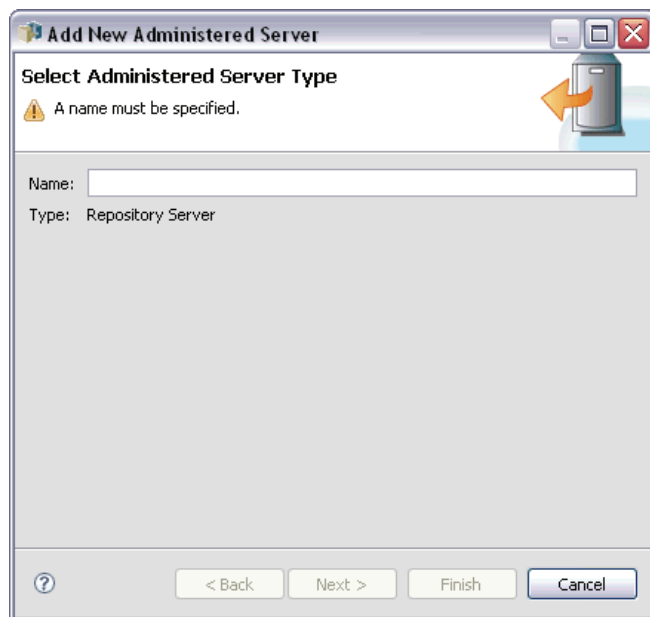 Add New Administered Server
Select Administered Server Type
A name must be specified.
Name:
Type: Repository Server
? < Back Next > Finish Cancel